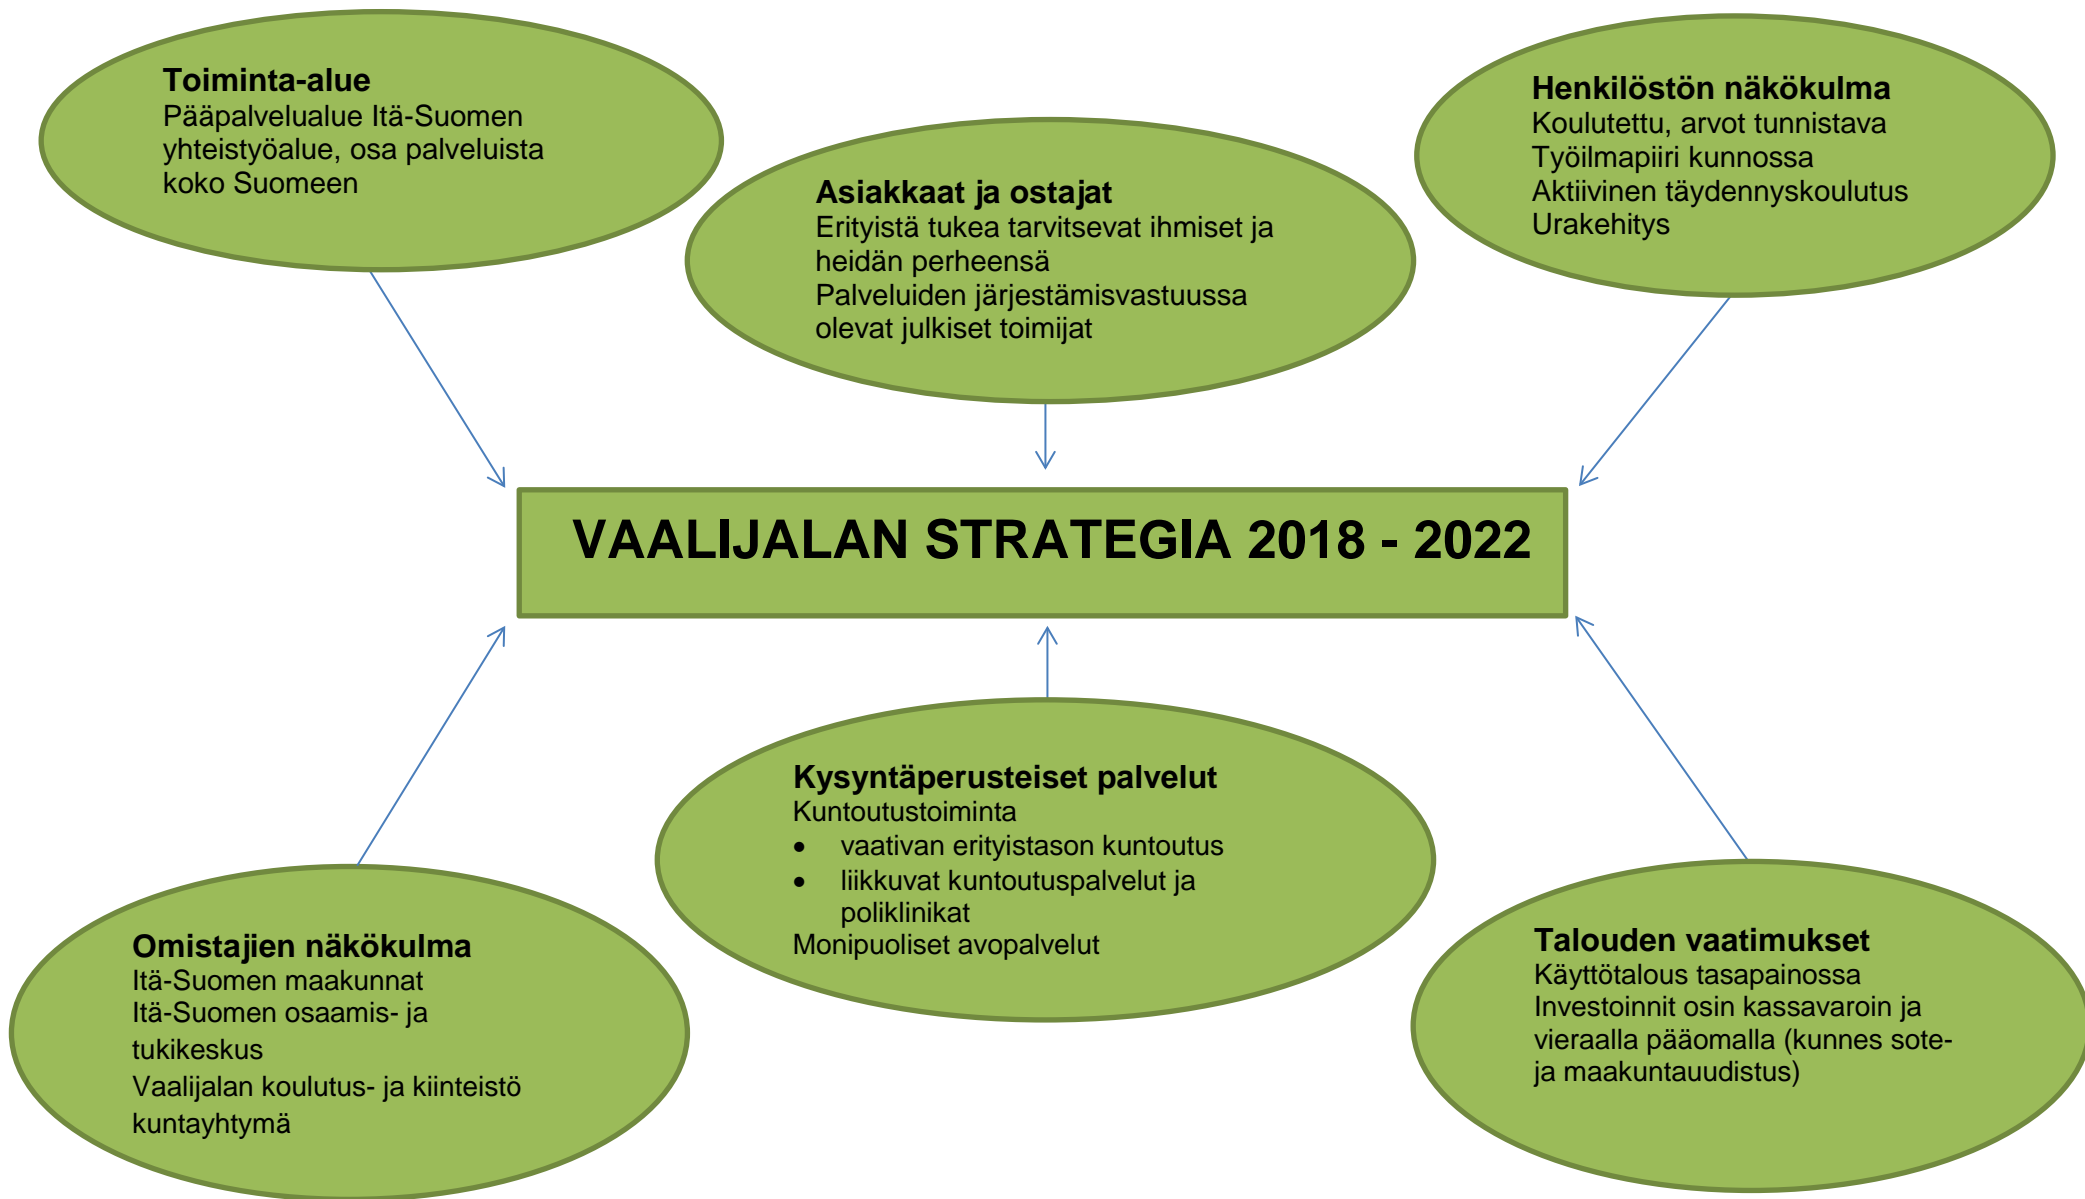 Toiminta-alue
Pääpalvelualue Itä-Suomen
yhteistyöalue, osa palveluista
koko Suomeen
Asiakkaat ja ostajat
Erityistä tukea tarvitsevat ihmiset ja
heidän perheensä
Palveluiden järjestämisvastuussa
olevat julkiset toimijat
Henkilöstön näkökulma
Koulutettu, arvot tunnistava
Työilmapiiri kunnossa
Aktiivinen täydennyskoulutus
Urakehitys
VAALIJALAN STRATEGIA 2018 - 2022
Omistajien näkökulma
Itä-Suomen maakunnat
Itä-Suomen osaamis- ja
tukikeskus
Vaalijalan koulutus- ja kiinteistö
kuntayhtymä
Kysyntäperusteiset palvelut
Kuntoutustoiminta
• vaativan erityistason kuntoutus
• liikkuvat kuntoutuspalvelut ja
poliklinikat
Monipuoliset avopalvelut
Talouden vaatimukset
Käyttötalous tasapainossa
Investoinnit osin kassavaroin ja
vieraalla pääomalla (kunnes sote-
ja maakuntauudistus)